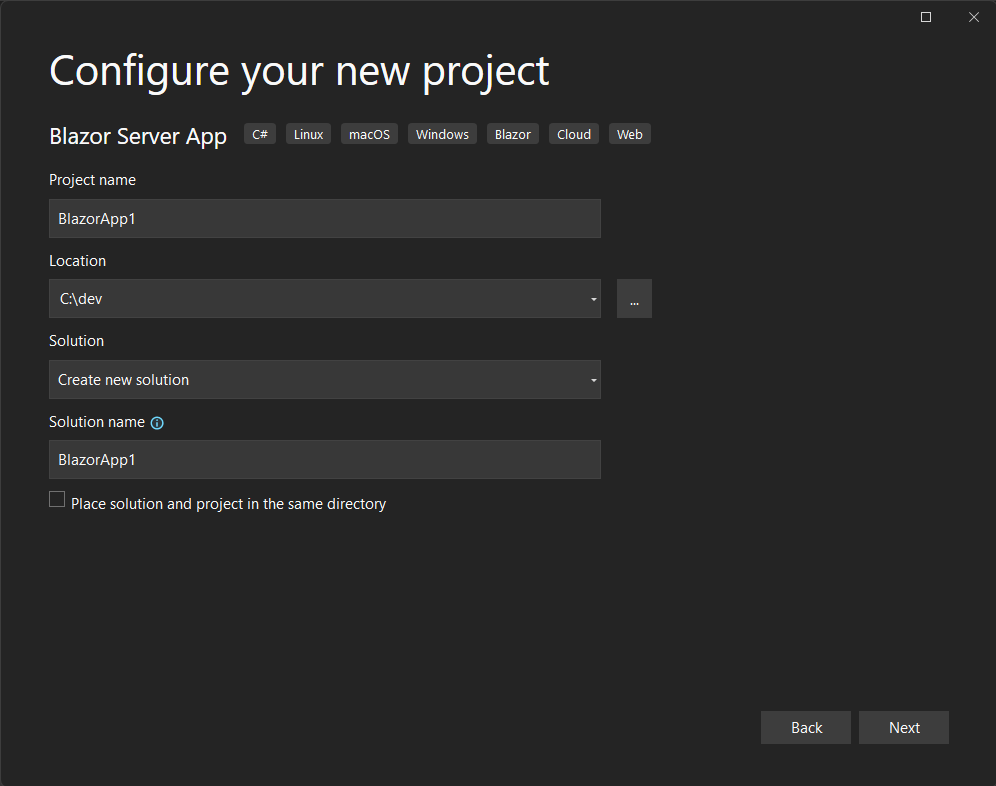 Configure your new project
Blazor Server App C# Linux macOS Windows Blazor Cloud Web
Project name
BlazorApp1
Location
C:\dev ...
Solution
Create new solution
Solution name
BlazorApp1
Place solution and project in the same directory
Back Next